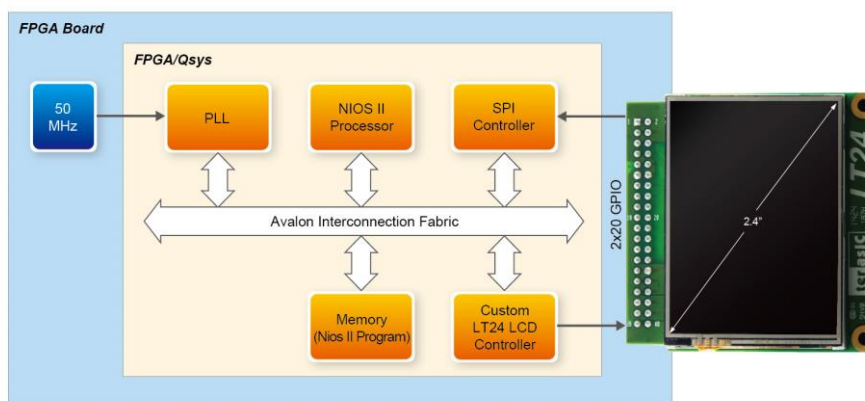 FPGA Board
FPGA/Qsys
50
MHz
PLL
NIOS II
Processor
SPI
Controller
Avalon Interconnection Fabric
Memory
(Nios II Program)
Custom
LT24 LCD
Controller
2x20 GPIO
2.4"
LT24
terasic